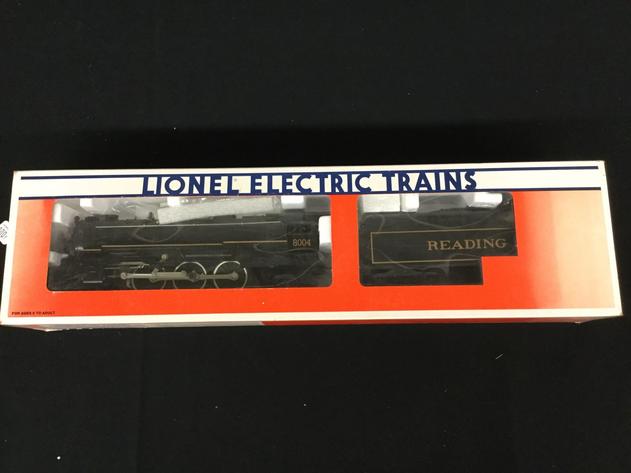 LIONEL ELECTRIC TRAINS
8004
READING
FOR AGES 8 TO ADULT